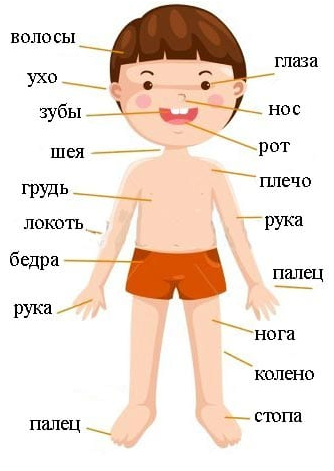 волосы
глаза
ухо
зубы
нос
шея
рот
грудь
плечо
локоть
рука
бедра
палец
рука
нога
колено
палец
стопа